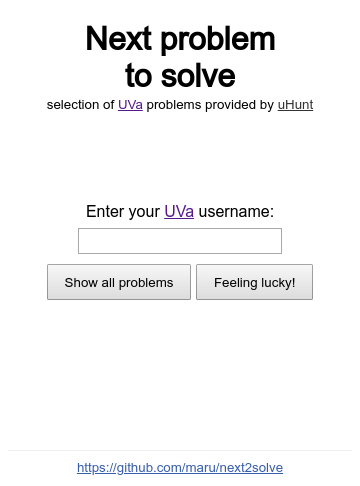 Next problem
to solve
selection of UVa problems provided by uHunt
Enter your UVa username:
Show all problems
Feeling lucky!
https://github.com/maru/next2solve